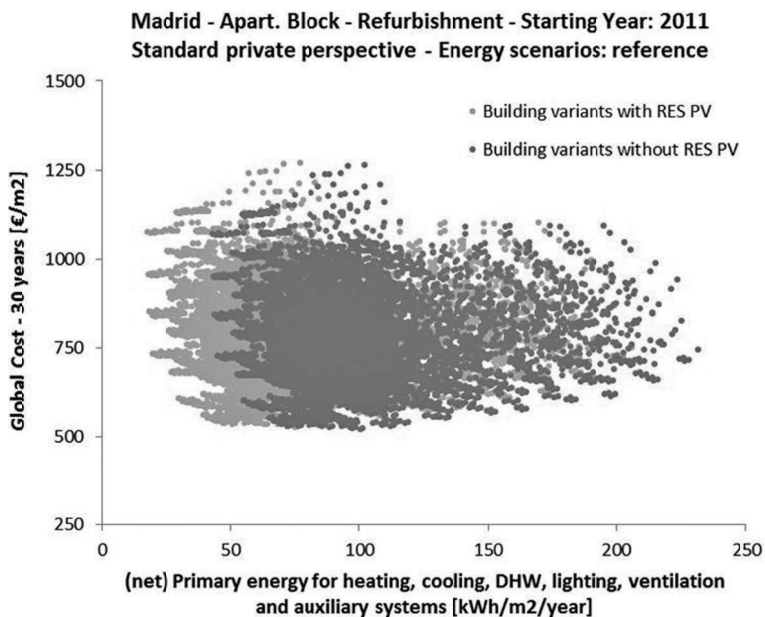 Madrid - Apart. Block - Refurbishment - Starting Year: 2011
Standard private perspective - Energy scenarios: reference
1500
Building variants with RES PV
1250
Building variants without RES PV
Global Cost - 30 years [€/m2]
1000
750
500
250
0 50 100 150 200 250
(net) Primary energy for heating, cooling, DHW, lighting, ventilation
and auxiliary systems [kWh/m2/year]